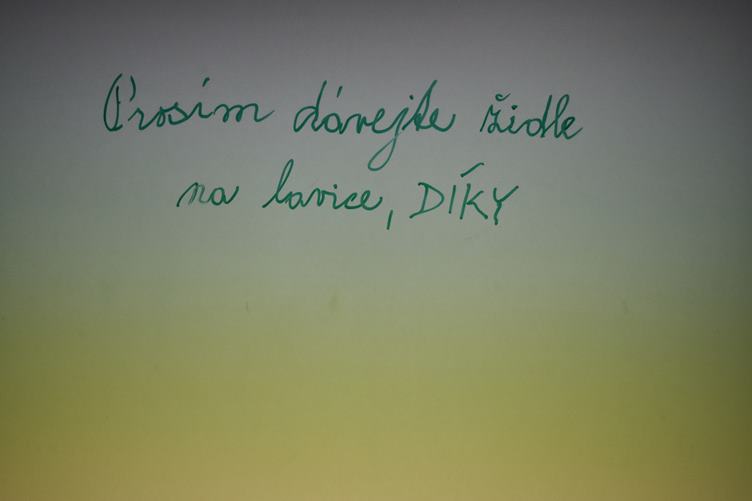 Prosím dávejte židle
na lavice, DÍKY